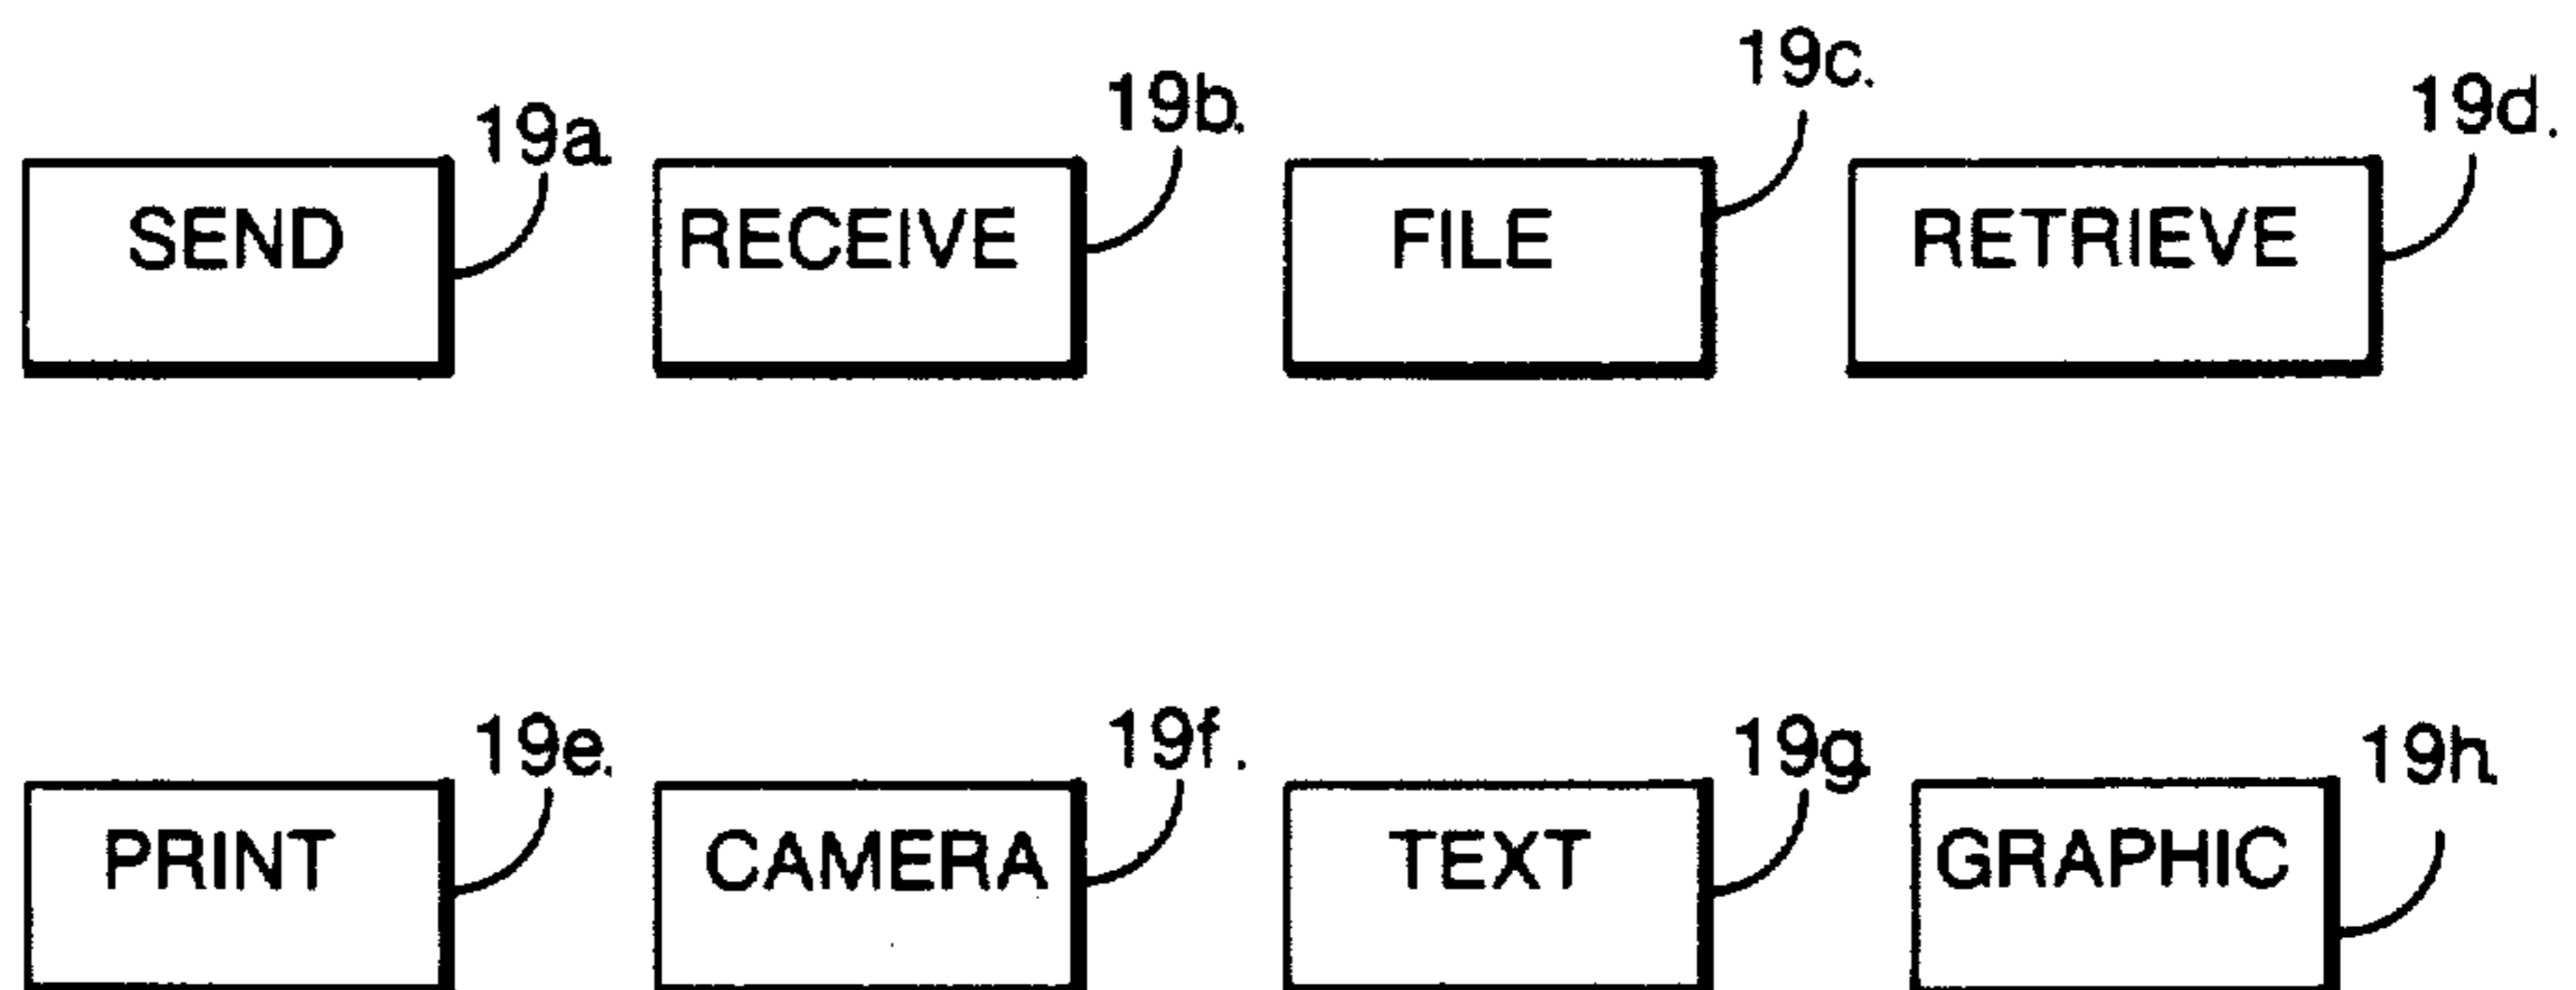 19a. 19b. 19c. 19d.
SEND RECEIVE FILE RETRIEVE
19e. 19f. 19g. 19h.
PRINT CAMERA TEXT GRAPHIC